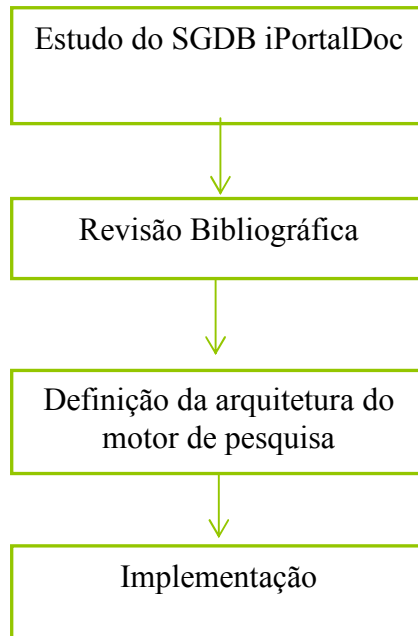 Estudo do SGDB iPortalDoc
Revisão Bibliográfica
Definição da arquitetura do
motor de pesquisa
Implementação